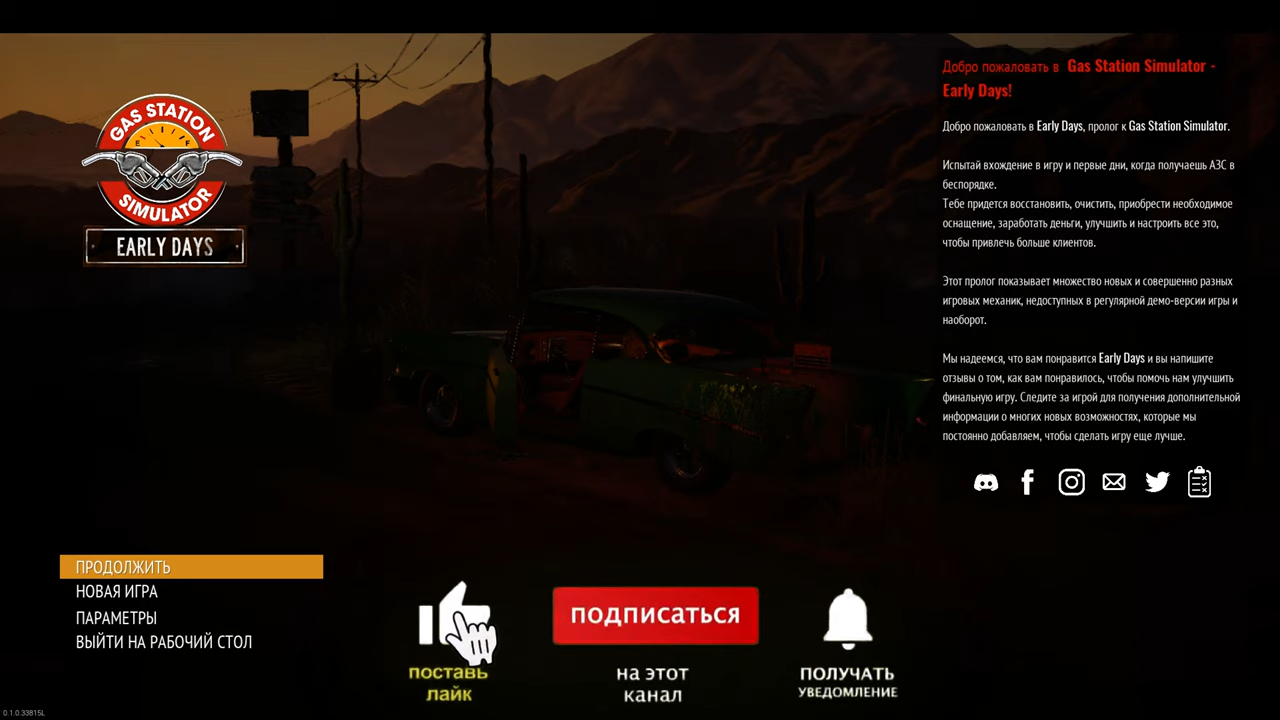 GAS STATION
E F
SIMULATOR
EARLY DAYS
Добро пожаловать в Gas Station Simulator -
Early Days!
Добро пожаловать в Early Days, пролог к Gas Station Simulator.
Испытай вхождение в игру и первые дни, когда получаешь АЗС в
беспорядке.
Тебе придется восстановить, очистить, приобрести необходимое
оснащение, заработать деньги, улучшить и настроить все это,
чтобы привлечь больше клиентов.
Этот пролог показывает множество новых и совершенно разных
игровых механик, недоступных в регулярной демо-версии игры и
наоборот.
Мы надеемся, что вам понравится Early Days и вы напишите
отзывы о том, как вам понравилось, чтобы помочь нам улучшить
финальную игру. Следите за игрой для получения дополнительной
информации о многих новых возможностях, которые мы
постоянно добавляем, чтобы сделать игру еще лучше.
ПРОДОЛЖИТЬ
НОВАЯ ИГРА
ПАРАМЕТРЫ
ВЫЙТИ НА РАБОЧИЙ СТОЛ
поставь
лайк
ПОДПИСАТЬСЯ
на этот
канал
ПОЛУЧАТЬ
УВЕДОМЛЕНИЕ
0.1.0.33815L